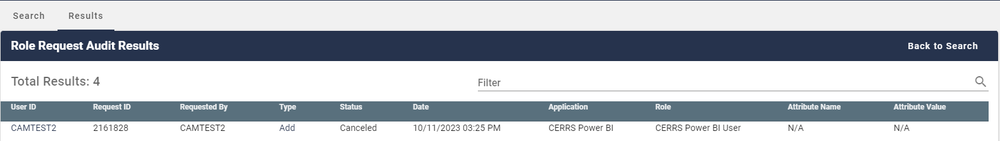 Search Results
Role Request Audit Results Back to Search
Total Results: 4 Filter
User ID Request ID Requested By Type Status Date Application Role Attribute Name Attribute Value
CAMTEST2 2161828 CAMTEST2 Add Canceled 10/11/2023 03:25 PM CERRS Power BI CERRS Power BI User N/A N/A